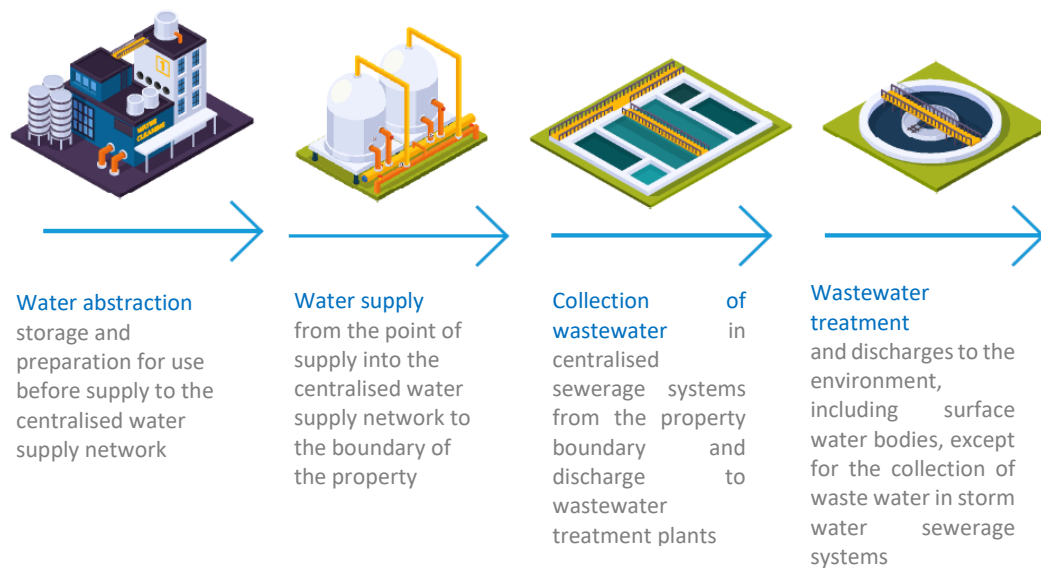 WATER
CLEANING
Water abstraction
storage and
preparation for use
before supply to the
centralised water
supply network
Water supply
from the point of
supply into the
centralised water
supply network to
the boundary of
the property
Collection of
wastewater in
centralised
sewerage systems
from the property
boundary and
discharge to
wastewater
treatment plants
Wastewater
treatment
and discharges to the
environment,
including surface
water bodies, except
for the collection of
waste water in storm
water sewerage
systems